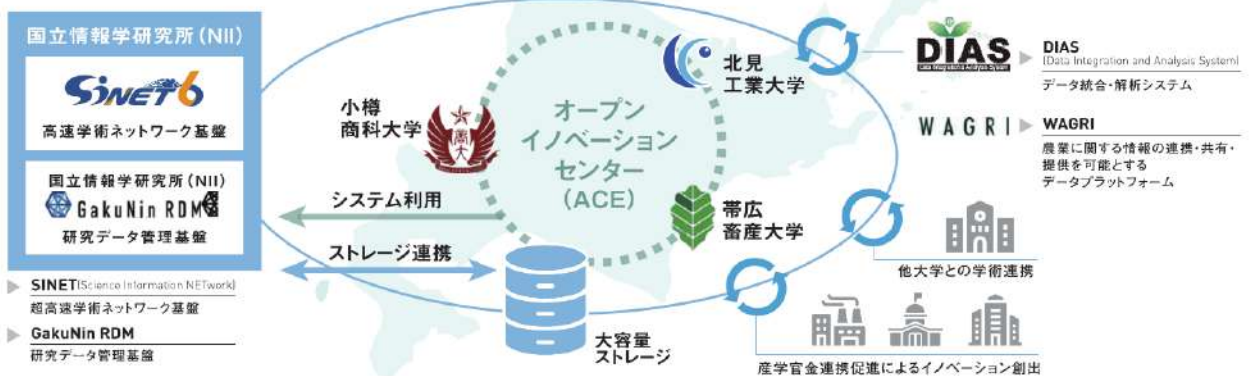 国立情報学研究所(NII)
SINET6
高速学術ネットワーク基盤
国立情報学研究所(NII)
GakuNin RDM
研究データ管理基盤
SINET(Science Information NETwork)
超高速学術ネットワーク基盤
GakuNin RDM
研究データ管理基盤
小樽
商科大学
商大
北見
工業大学
オープン
イノベーション
センター
(ACE)
帯広
畜産大学
システム利用
ストレージ連携
大容量
ストレージ
DIAS
Data Integration & Analysis System
DIAS
(Data Integration and Analysis System)
データ統合・解析システム
WAGRI
WAGRI
農業に関する情報の連携・共有・
提供を可能とする
データプラットフォーム
他大学との学術連携
産学官金連携促進によるイノベーション創出